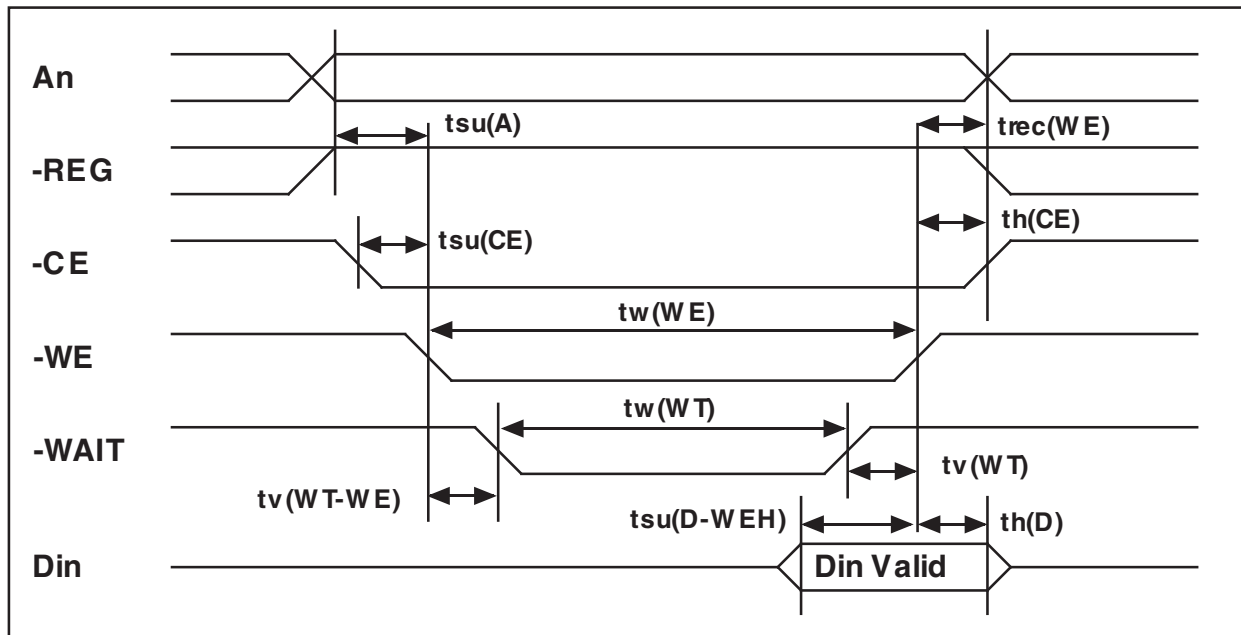 An
tsu(A)
trec(WE)
-REG
tsu(CE)
th(CE)
-CE
tw(WE)
-WE
tw(WT)
-WAIT
tv(WT-WE)
tv(WT)
tsu(D-WEH)
th(D)
Din
Din Valid